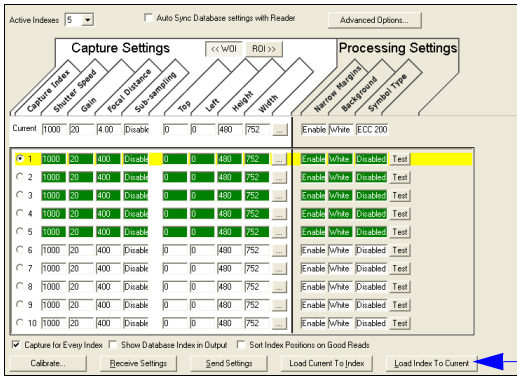 Active Indexes 5 Auto Sync Database settings with Reader Advanced Options...
Capture Settings << WOI ROI >> Processing Settings
Capture Index Shutter Speed Gain Focal Distance Sub-sampling Top Left Height Width Narrow Margins Background Symbol Type
Current 1000 20 4.00 Disable 0 0 480 752 ... Enable White ECC 200
1 1000 20 400 Disable 0 0 480 752 ... Enable White Disabled Test
2 1000 20 400 Disable 0 0 480 752 ... Enable White Disabled Test
3 1000 20 400 Disable 0 0 480 752 ... Enable White Disabled Test
4 1000 20 400 Disable 0 0 480 752 ... Enable White Disabled Test
5 1000 20 400 Disable 0 0 480 752 ... Enable White Disabled Test
6 1000 20 400 Disable 0 0 480 752 ... Enable White Disabled Test
7 1000 20 400 Disable 0 0 480 752 ... Enable White Disabled Test
8 1000 20 400 Disable 0 0 480 752 ... Enable White Disabled Test
9 1000 20 400 Disable 0 0 480 752 ... Enable White Disabled Test
10 1000 20 400 Disable 0 0 480 752 ... Enable White Disabled Test
Capture for Every Index Show Database Index in Output Sort Index Positions on Good Reads
Calibrate... Receive Settings Send Settings Load Current To Index Load Index To Current